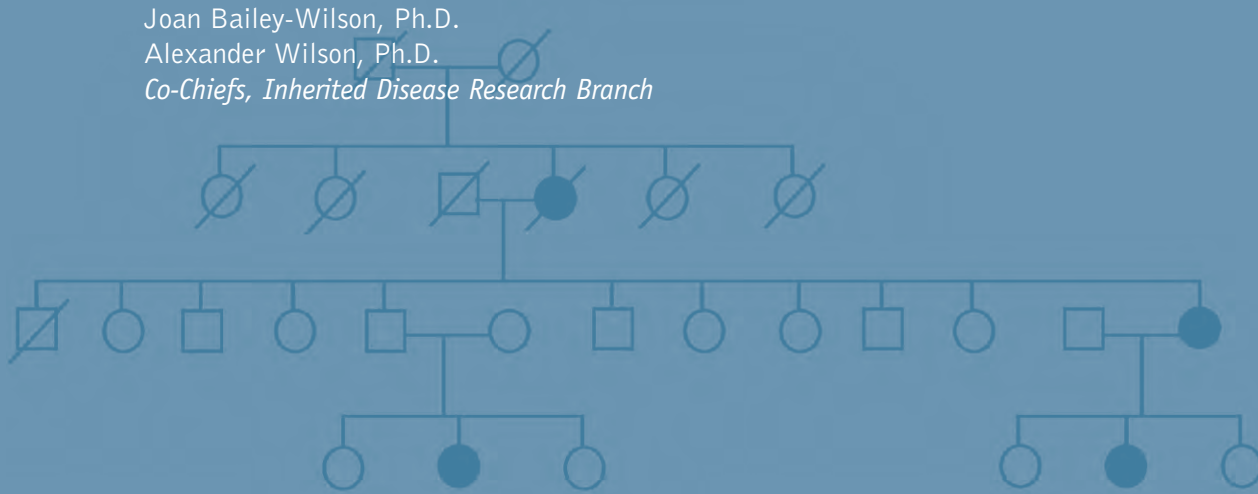 Joan Bailey-Wilson, Ph.D.
Alexander Wilson, Ph.D.
Co-Chiefs, Inherited Disease Research Branch